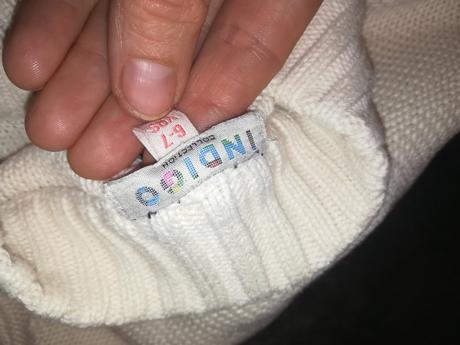 INDIGO
COLLECTION
6-7
YRS